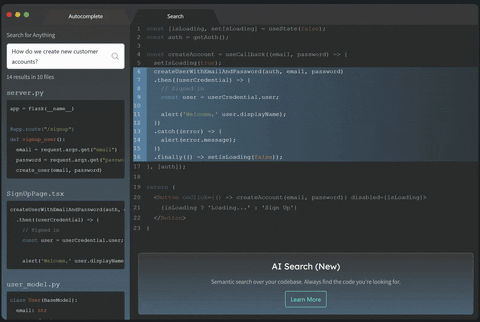 Autocomplete
Search
Search for Anything
How do we create new customer
accounts?
14 results in 10 files
server.py
app = Flask(__name__)
@app.route("/signup")
def signup_user():
email = request.args.get("email")
password = request.args.get("passw
create_user(email, password)
SignUpPage.tsx
createUserWithEmailAndPassword(auth, e
.then((userCredential) => {
// Signed in
const user = userCredential.user;
alert('Welcome,' user.displayName
user_model.py
class User(BaseModel):
email: str
1 const [isLoading, setIsLoading] = useState(false);
2 const auth = getAuth();
3
4 const createAccount = useCallback((email, password) => {
5 setIsLoading(true);
6 createUserWithEmailAndPassword(auth, email, password)
7 .then((userCredential) => {
8 // Signed in
9 const user = userCredential.user;
10
11 alert('Welcome,' user.displayName);
12 })
13 .catch((error) => {
14 alert(error.message);
15 })
16 .finally(() => setIsLoading(false));
17 }, [auth]);
18
19 return (
20 <Button onClick={() => createAccount(email, password)} disabled={isLoading}>
21 {isLoading ? 'Loading...' : 'Sign Up'}
22 </Button>
23 )
AI Search (New)
Semantic search over your codebase. Always find the code you're looking for.
Learn More